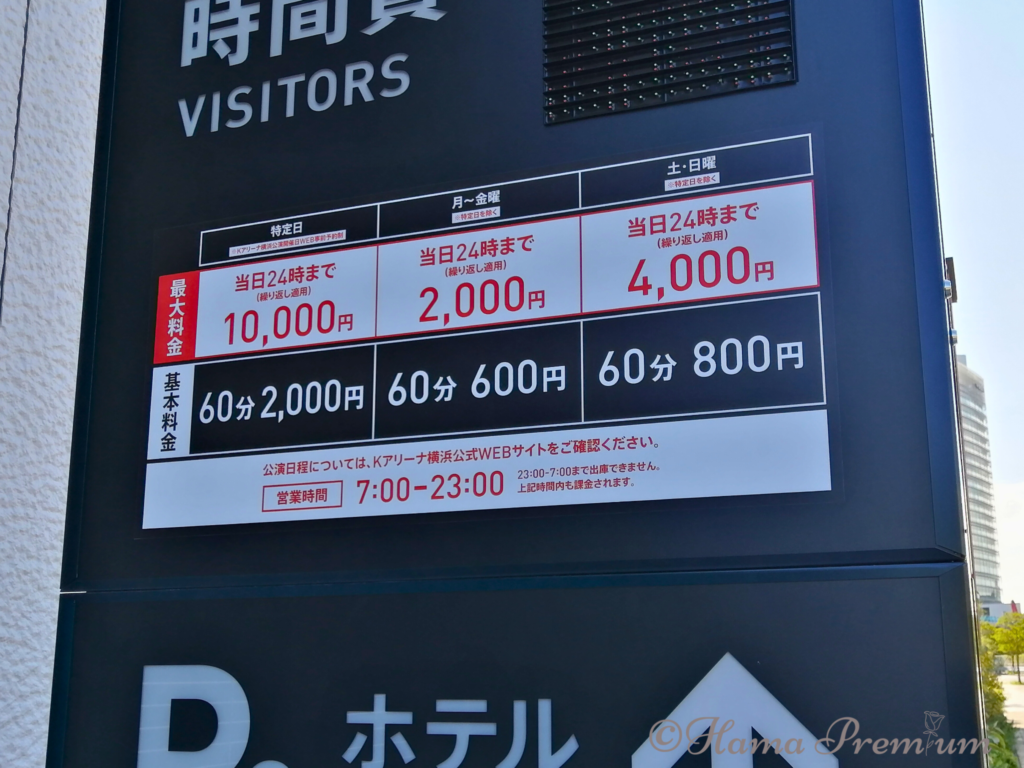 時間貸
VISITORS
特定日
※Kアリーナ横浜公演開催日WEB事前予約制
月～金曜
※特定日を除く
土・日曜
※特定日を除く
最大料金
当日24時まで
(繰り返し適用)
10,000円
当日24時まで
(繰り返し適用)
2,000円
当日24時まで
(繰り返し適用)
4,000円
基本料金
60分 2,000円
60分 600円
60分 800円
公演日程については、Kアリーナ横浜公式WEBサイトをご確認ください。
営業時間 7:00-23:00
23:00-7:00まで出庫できません。
上記時間内も課金されます。
P
ホテル
©Hama Premium